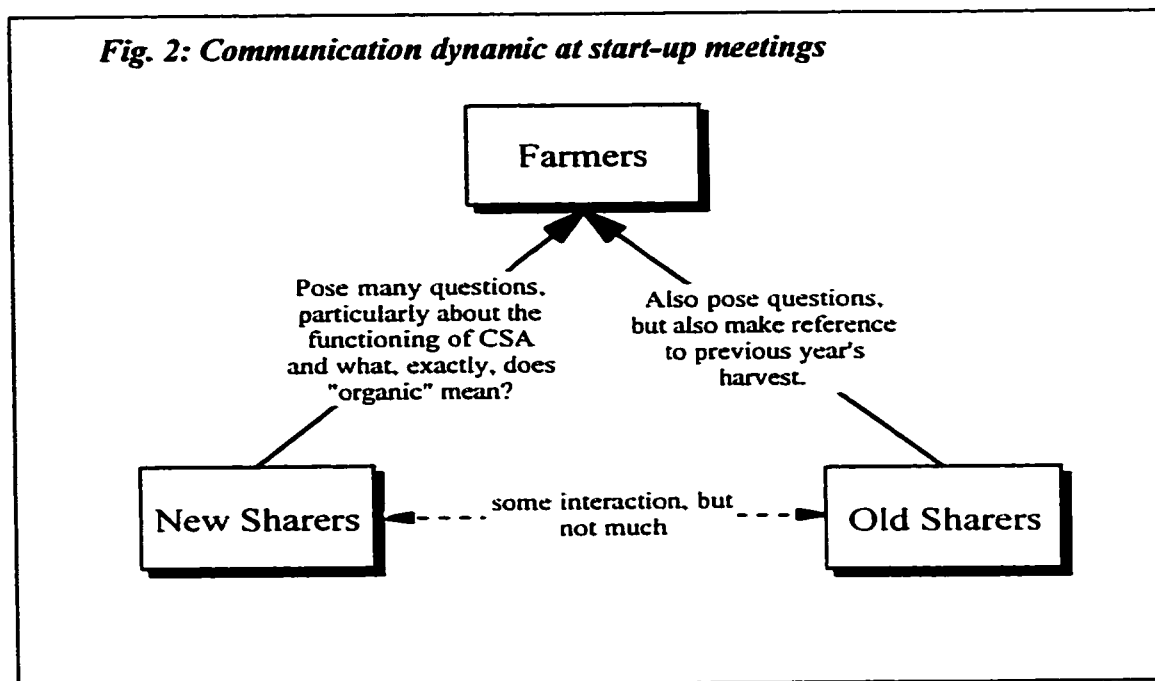 Fig. 2: Communication dynamic at start-up meetings
Farmers
Pose many questions,
particularly about the
functioning of CSA
and what, exactly, does
"organic" mean?
Also pose questions,
but also make reference
to previous year's
harvest.
New Sharers
some interaction, but
not much
Old Sharers